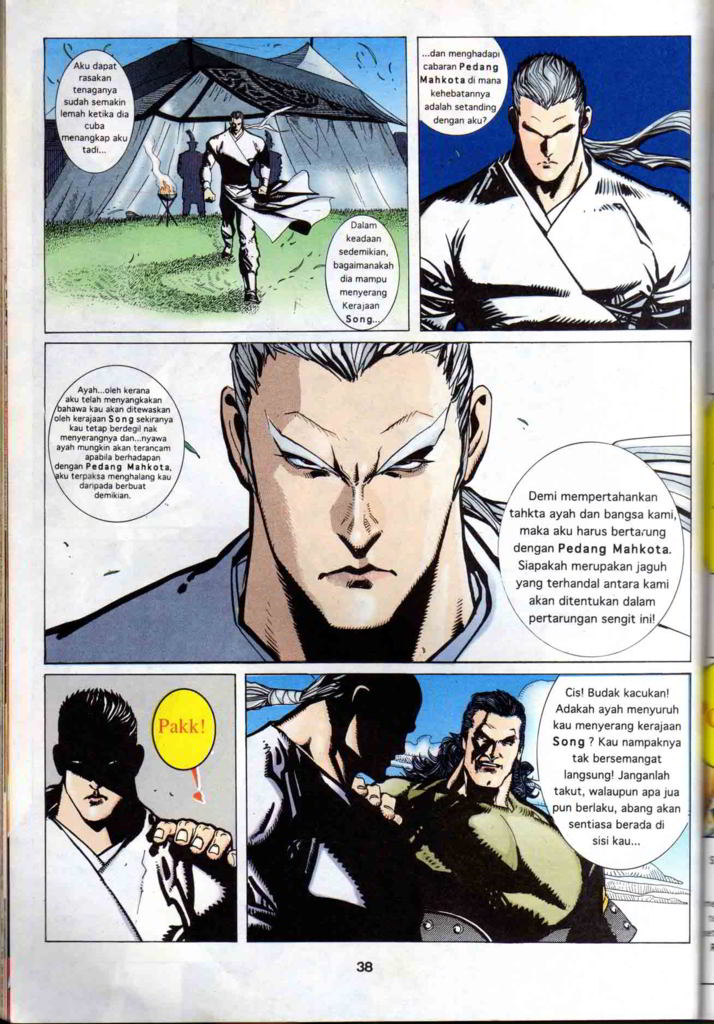 Aku dapat
rasakan
tenaganya
sudah semakin
lemah ketika dia
cuba
menangkap aku
tadi...
Dalam
keadaan
sedemikian,
bagaimanakah
dia mampu
menyerang
Kerajaan
Song...
...dan menghadapi
cabaran Pedang
Mahkota di mana
kehebatannya
adalah setanding
dengan aku?
Ayah...oleh kerana
aku telah menyangkakan
bahawa kau akan ditewaskan
oleh kerajaan Song sekiranya
kau tetap berdegil nak
menyerangnya dan...nyawa
ayah mungkin akan terancam
apabila berhadapan
dengan Pedang Mahkota,
aku terpaksa menghalang kau
daripada berbuat
demikian.
Demi mempertahankan
tahkta ayah dan bangsa kami,
maka aku harus bertarung
dengan Pedang Mahkota.
Siapakah merupakan jaguh
yang terhandal antara kami
akan ditentukan dalam
pertarungan sengit ini!
Pakk!
Cis! Budak kacukan!
Adakah ayah menyuruh
kau menyerang kerajaan
Song? Kau nampaknya
tak bersemangat
langsung! Janganlah
takut, walaupun apa jua
pun berlaku, abang akan
sentiasa berada di
sisi kau...
38